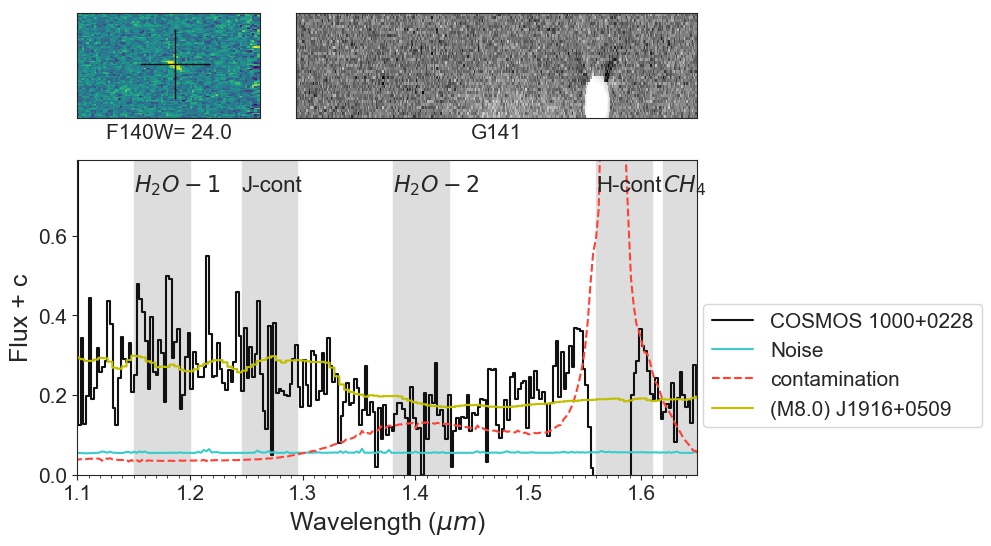 F140W= 24.0
G141
H₂O − 1
J-cont
H₂O − 2
H-cont
CH₄
Flux + c
0.6
0.4
0.2
0.0
1.1
1.2
1.3
1.4
1.5
1.6
Wavelength (μm)
COSMOS 1000+0228
Noise
contamination
(M8.0) J1916+0509